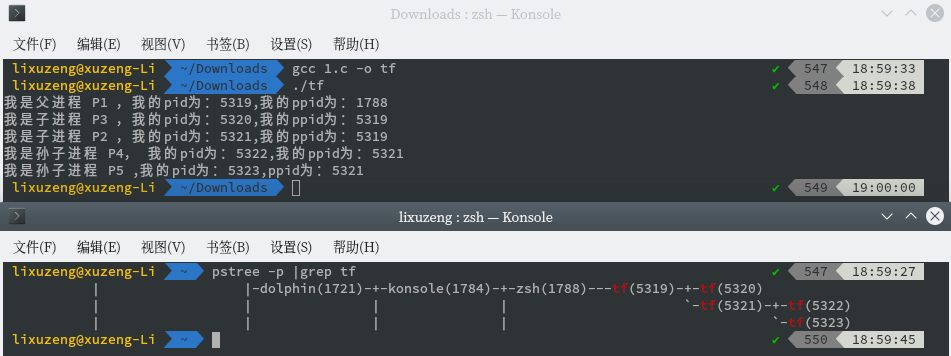 Downloads : zsh — Konsole
文件(F) 编辑(E) 视图(V) 书签(B) 设置(S) 帮助(H)
lixuzeng@xuzeng-Li ~/Downloads gcc 1.c -o tf ✔ 547 18:59:33
lixuzeng@xuzeng-Li ~/Downloads ./tf ✔ 548 18:59:38
我是父进程 P1 ，我的pid为：5319,我的ppid为：1788
我是子进程 P3 ，我的pid为：5320,我的ppid为：5319
我是子进程 P2 ，我的pid为：5321,我的ppid为：5319
我是孙子进程 P4， 我的pid为：5322,我的ppid为：5321
我是孙子进程 P5 ,我的pid为：5323,ppid为：5321
lixuzeng@xuzeng-Li ~/Downloads ✔ 549 19:00:00
lixuzeng : zsh — Konsole
文件(F) 编辑(E) 视图(V) 书签(B) 设置(S) 帮助(H)
lixuzeng@xuzeng-Li ~ pstree -p |grep tf ✔ 547 18:59:27
| |-dolphin(1721)-+-konsole(1784)-+-zsh(1788)---tf(5319)-+-tf(5320)
| | | | `-tf(5321)-+-tf(5322)
| | | | `-tf(5323)
lixuzeng@xuzeng-Li ~ ✔ 550 18:59:45